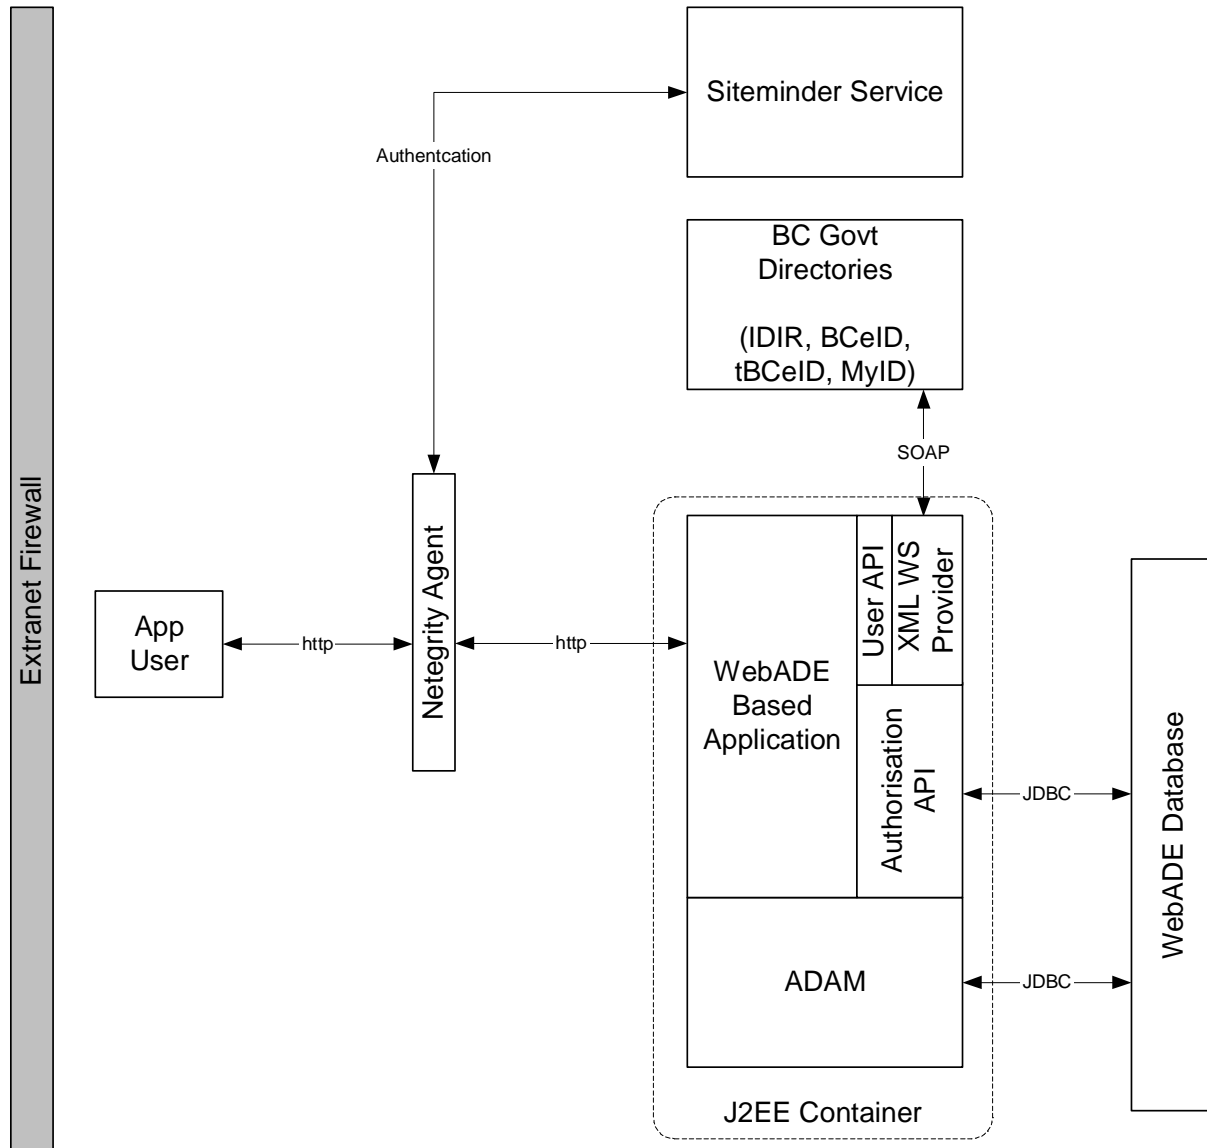 Siteminder Service
Authentcation
BC Govt
Directories
(IDIR, BCeID,
tBCeID, MyID)
SOAP
Extranet Firewall
App
User
http
Netegrity Agent
http
WebADE
Based
Application
User API
XML WS
Provider
Authorisation
API
JDBC
WebADE Database
ADAM
JDBC
J2EE Container